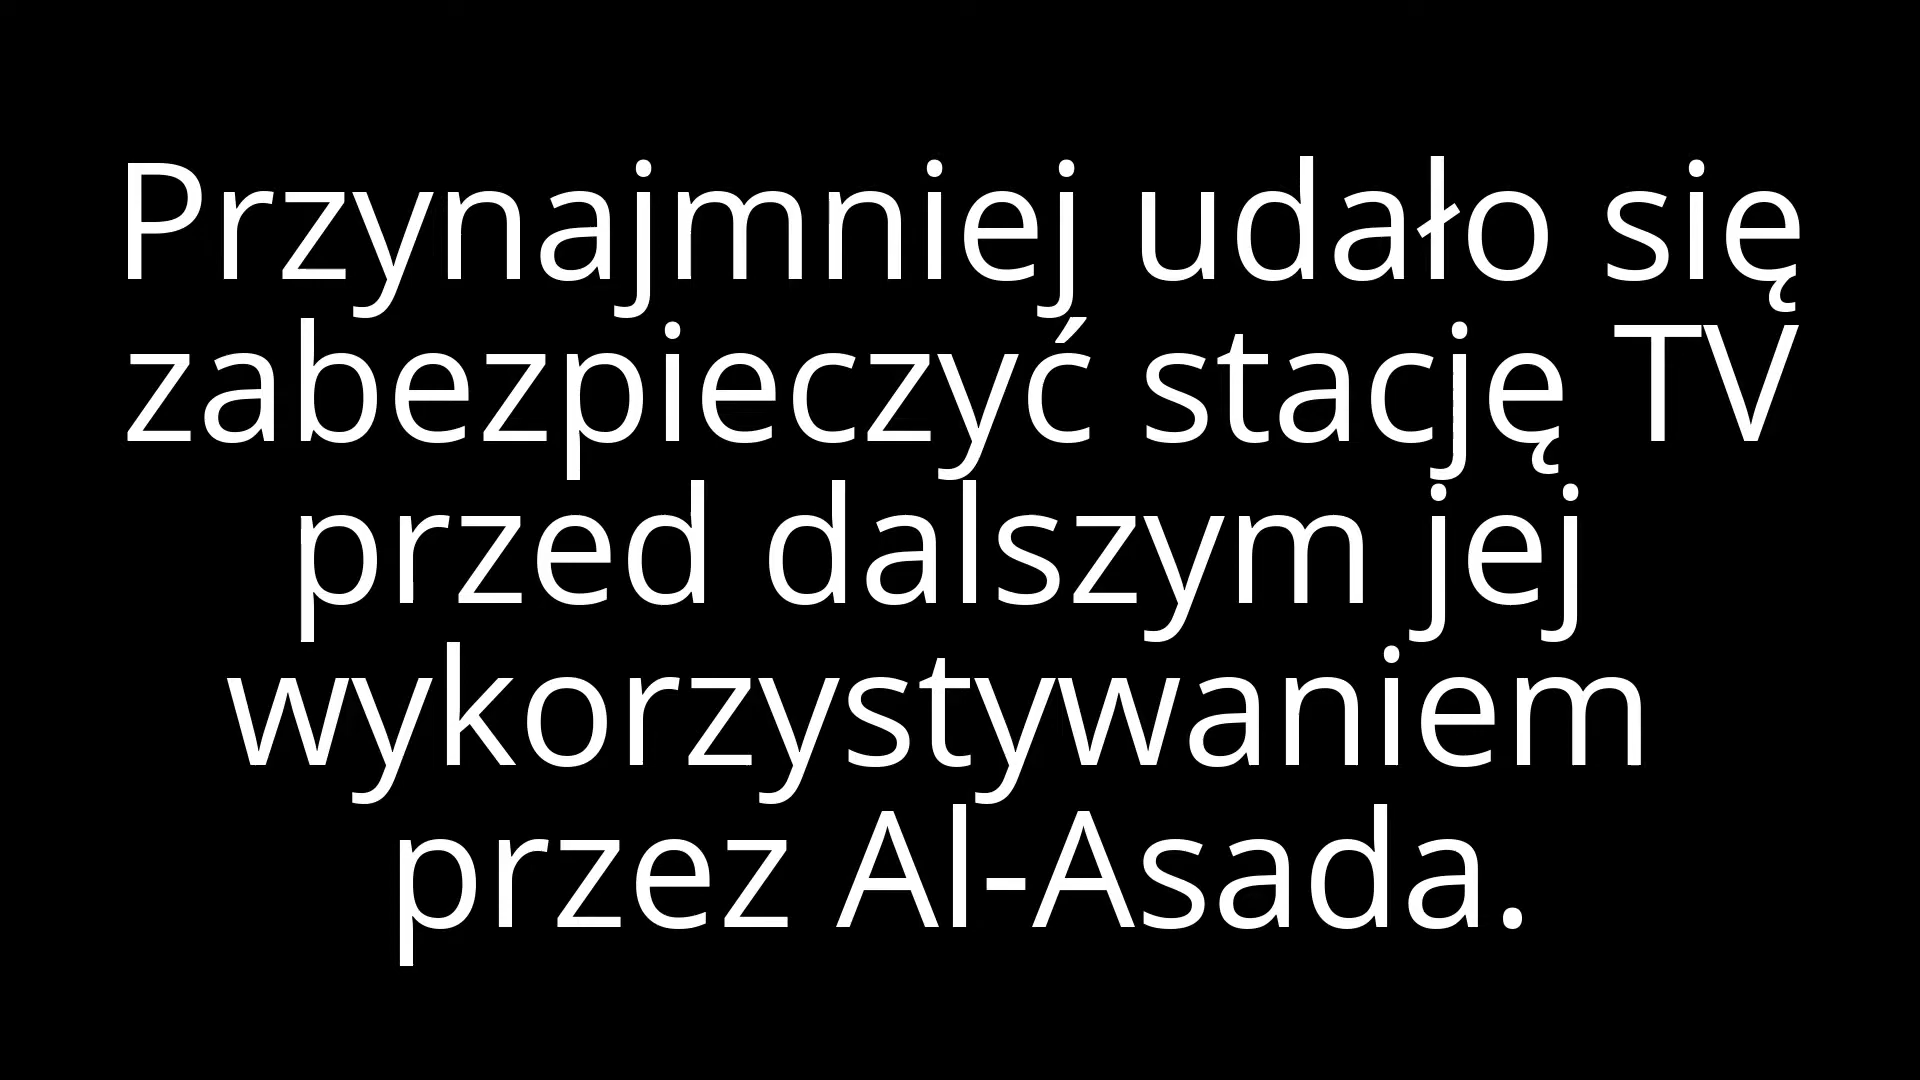 Przynajmniej udało się
zabezpieczyć stację TV
przed dalszym jej
wykorzystywaniem
przez Al-Asada.